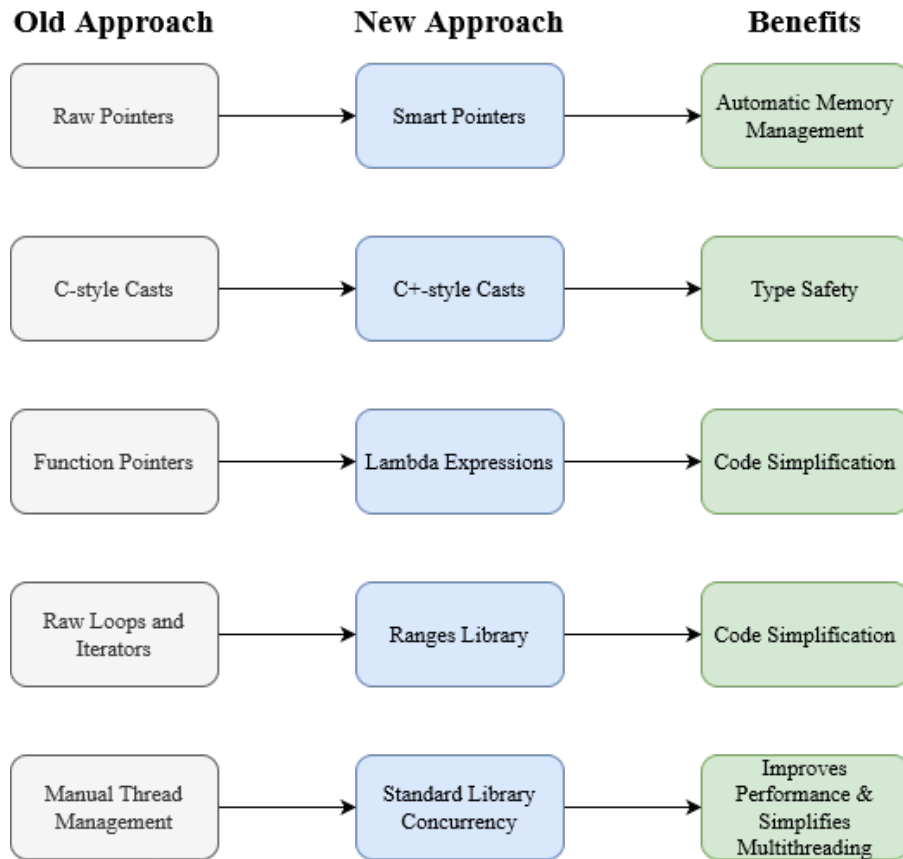 Old Approach
New Approach
Benefits
Raw Pointers
Smart Pointers
Automatic Memory
Management
C-style Casts
C+-style Casts
Type Safety
Function Pointers
Lambda Expressions
Code Simplification
Raw Loops and
Iterators
Ranges Library
Code Simplification
Manual Thread
Management
Standard Library
Concurrency
Improves
Performance &
Simplifies
Multithreading